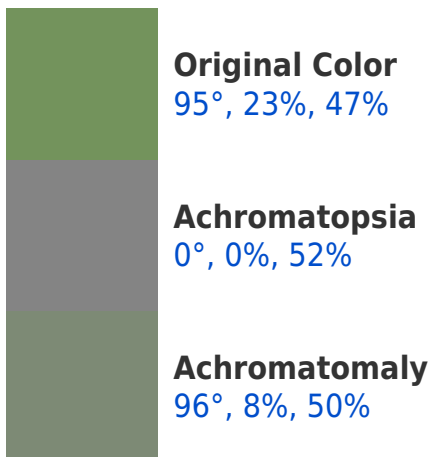 Original Color
95°, 23%, 47%
Achromatopsia
0°, 0%, 52%
Achromatomaly
96°, 8%, 50%